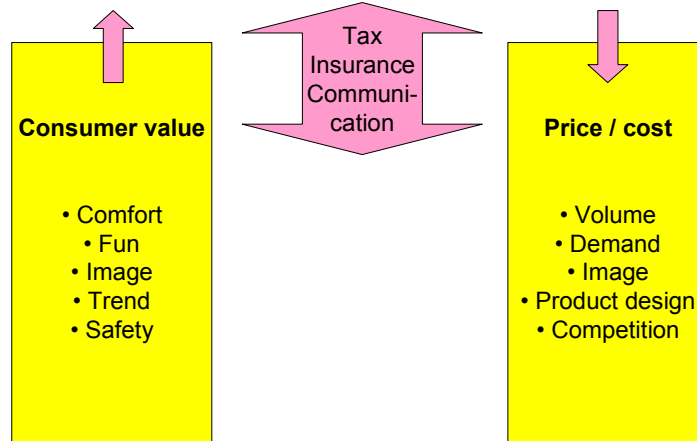 Tax
Insurance
Communi-
cation
Consumer value
• Comfort
• Fun
• Image
• Trend
• Safety
Price / cost
• Volume
• Demand
• Image
• Product design
• Competition